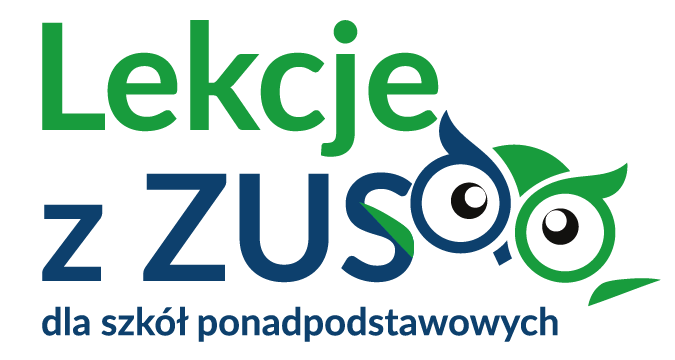 Lekcje
z ZUS
dla szkół ponadpodstawowych